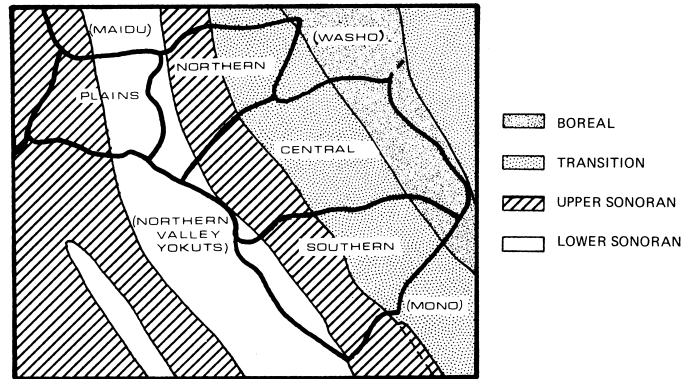 (MAIDU)
(WASHO)
NORTHERN
PLAINS
CENTRAL
(NORTHERN
VALLEY
YOKUTS)
SOUTHERN
(MONO)
BOREAL
TRANSITION
UPPER SONORAN
LOWER SONORAN